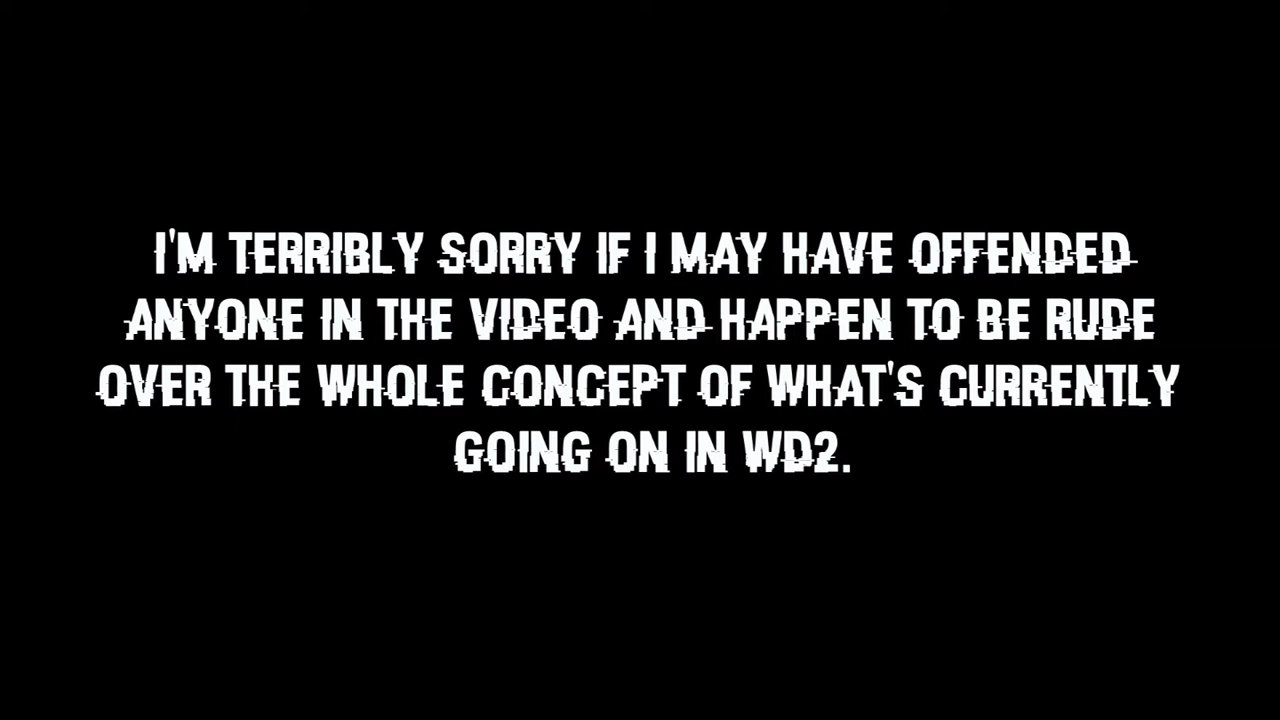 I'M TERRIBLY SORRY IF I MAY HAVE OFFENDED
ANYONE IN THE VIDEO AND HAPPEN TO BE RUDE
OVER THE WHOLE CONCEPT OF WHAT'S CURRENTLY
GOING ON IN WD2.